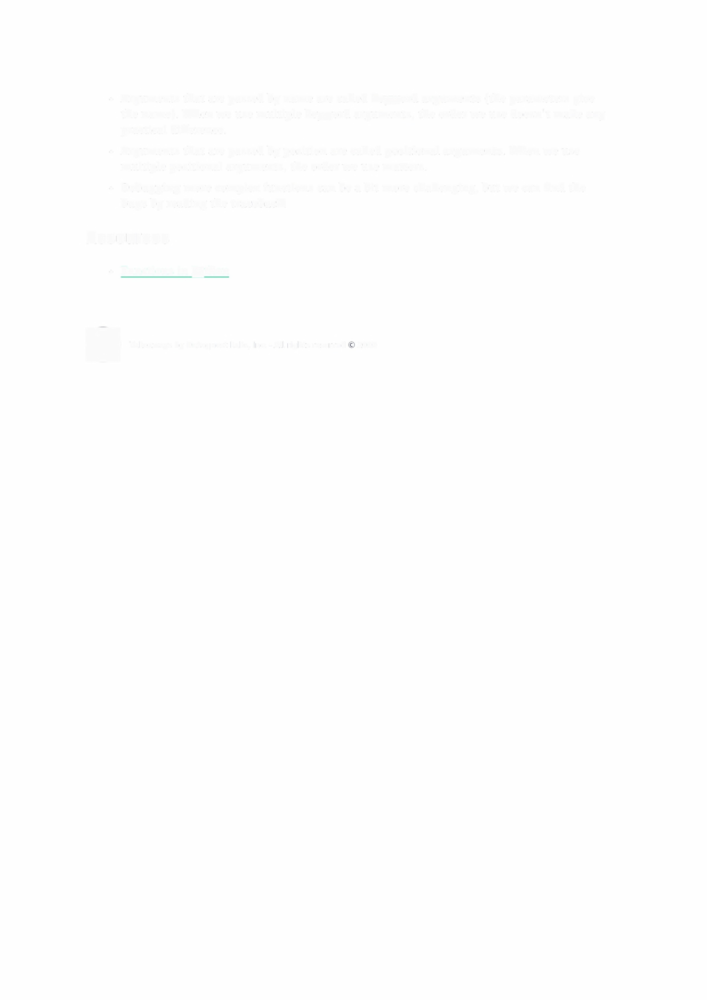 Arguments that are passed by name are called keyword arguments (the parameters give
the name). When we use multiple keyword arguments, the order we use doesn't make any
practical difference.
Arguments that are passed by position are called positional arguments. When we use
multiple positional arguments, the order we use matters.
Debugging more complex functions can be a bit more challenging, but we can find the
bugs by reading the traceback
Resources
Functions in Python
Takeaways by Dataquest Labs, Inc - All rights reserved ©